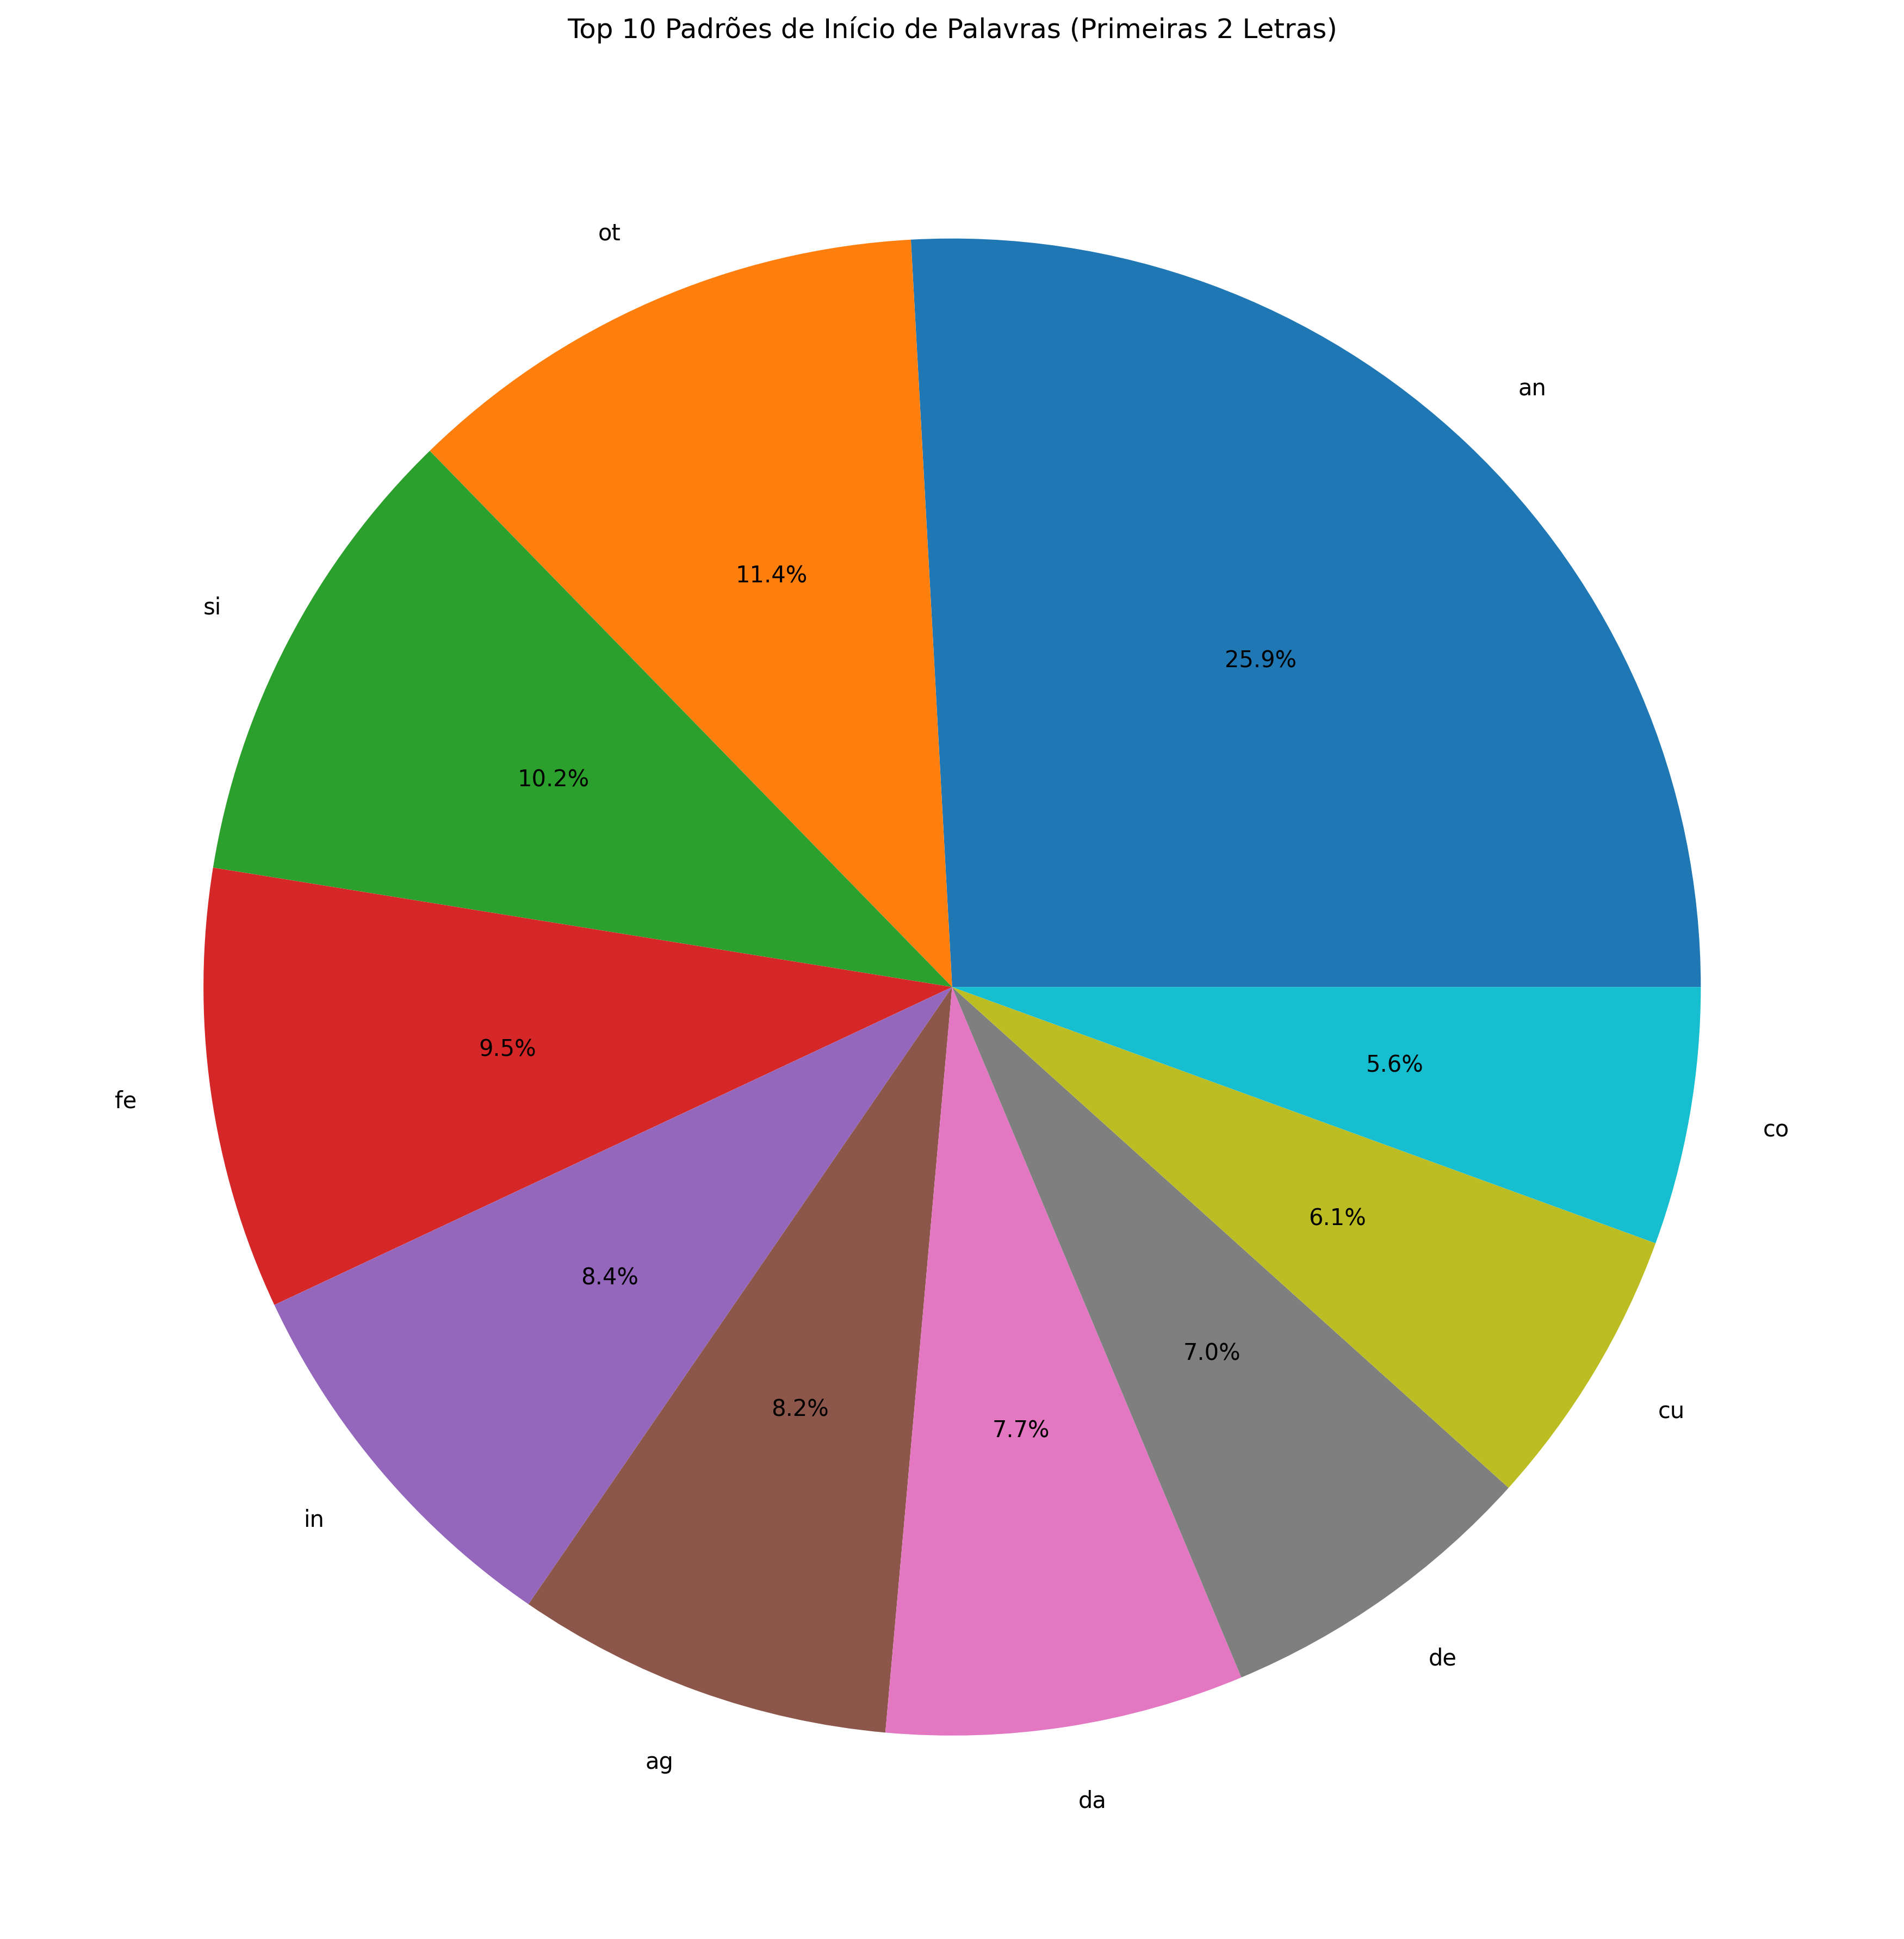 Top 10 Padrões de Início de Palavras (Primeiras 2 Letras)
ot
an
11.4%
si
25.9%
10.2%
9.5%
5.6%
fe
co
6.1%
8.4%
7.0%
8.2%
cu
7.7%
in
de
ag
da